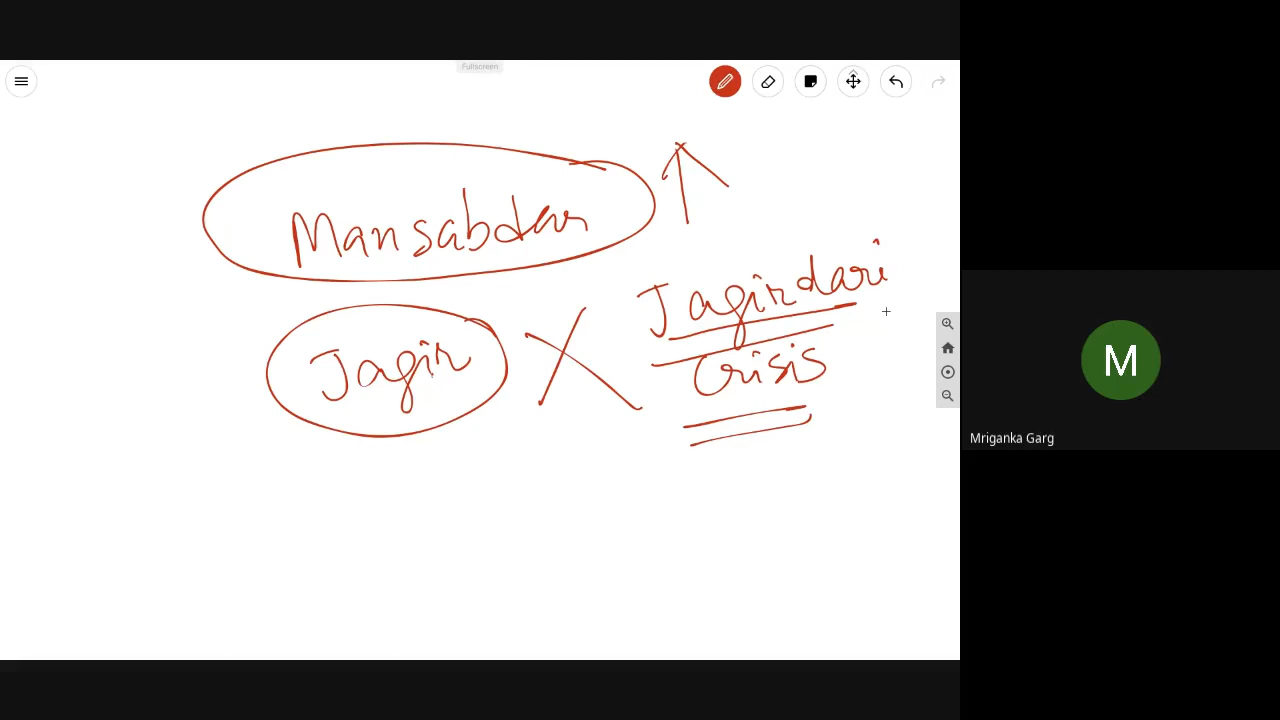 Fullscreen
Mansabdar
Jagirdari
Jagir
crisis
M
Mriganka Garg